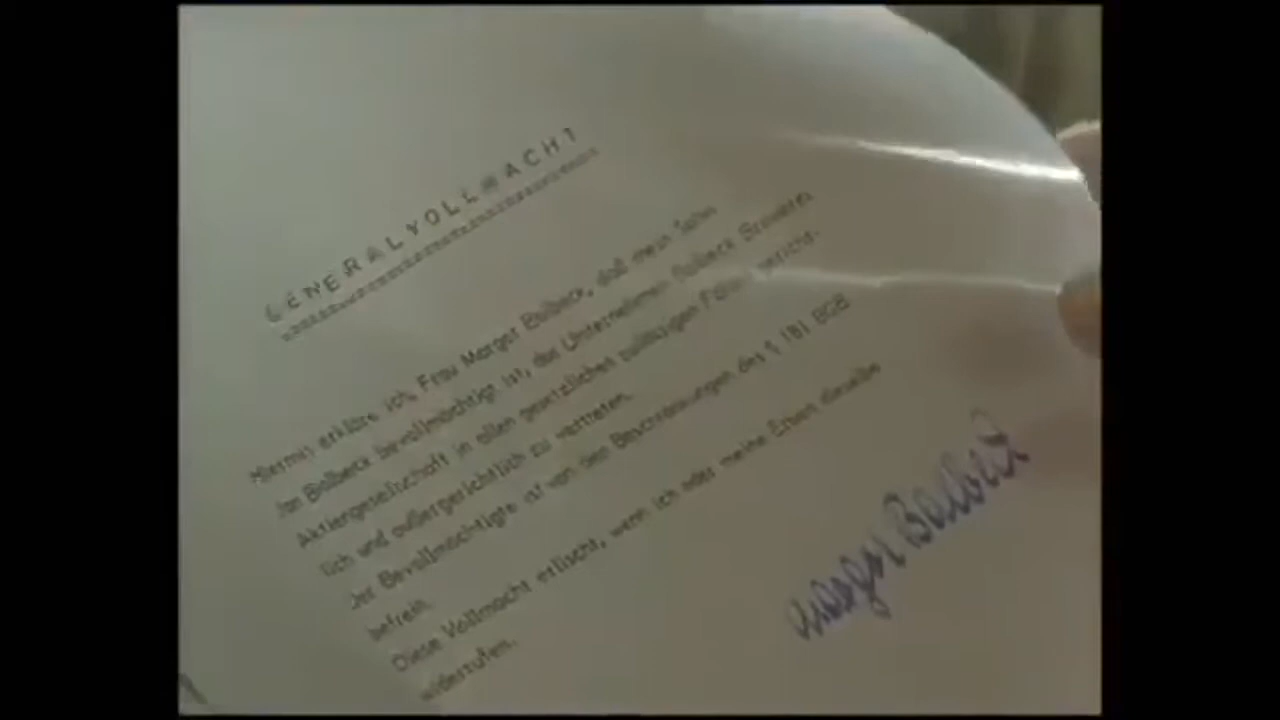 GENERALVOLLMACHT
Hiermit erkläre ich, Frau Margot Balbeck, daß mein Sohn
Jan Balbeck bevollmächtigt ist, das Unternehmen Balbeck Brauerei
Aktiengesellschaft in allen gesetzlichen zulässigen Fällen gericht-
lich und außergerichtlich zu vertreten.
Der Bevollmächtigte ist von den Beschränkungen des § 181 BGB
befreit.
Diese Vollmacht erlischt, wenn ich oder meine Erben dieselbe
widerrufen.
Margot Balbeck